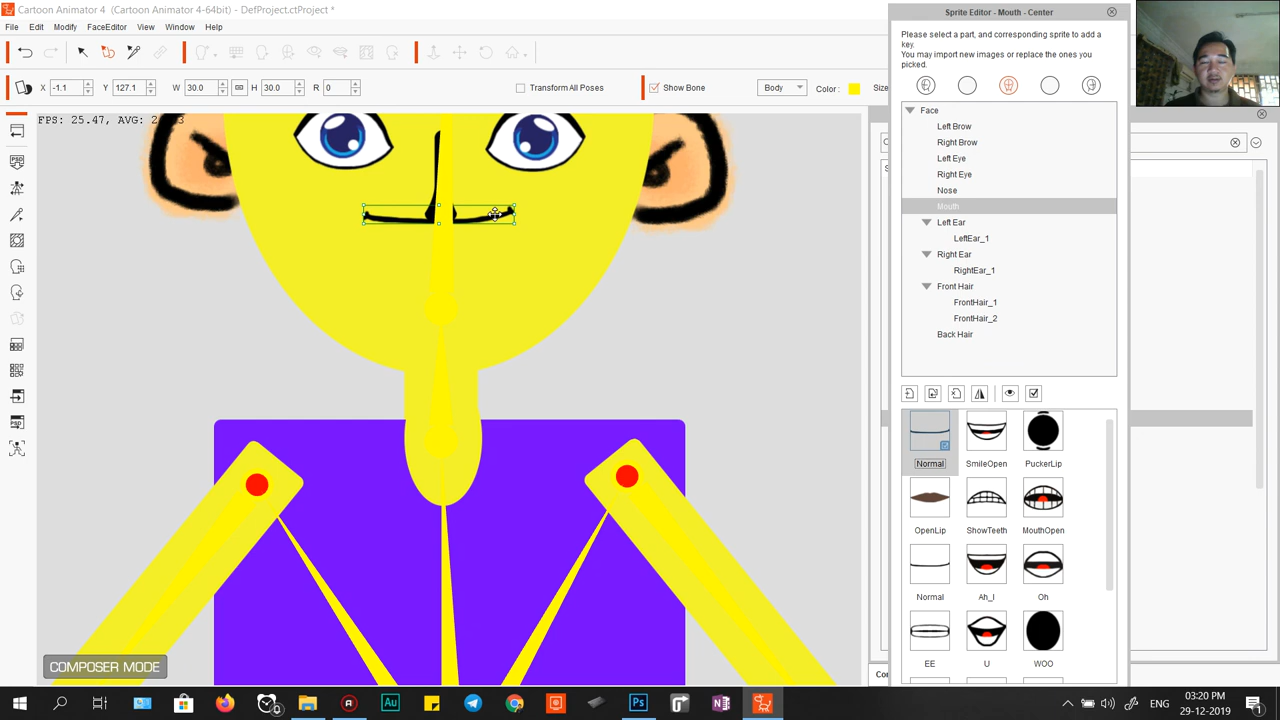 Cartoon Animator 4 (Cartoon Animator 4-64bit) - DefProject.ctProject *
File Edit Modify FaceEditor View Window Help
X -1.1 Y 127.1 W 30.0 H 30.0 R 0 Transform All Poses Show Bone Body Color : Size
COMPOSER MODE
Sprite Editor - Mouth - Center
Please select a part, and corresponding sprite to add a
key.
You may import new images or replace the ones you
picked.
Face
Left Brow
Right Brow
Left Eye
Right Eye
Nose
Mouth
Left Ear
LeftEar_1
Right Ear
RightEar_1
Front Hair
FrontHair_1
FrontHair_2
Back Hair
Normal SmileOpen PuckerLip
OpenLip ShowTeeth MouthOpen
Normal Ah_I Oh
EE U WOO
ENG 03:20 PM
29-12-2019